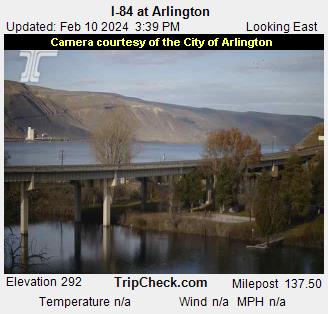 I-84 at Arlington
Updated: Feb 10 2024 3:39 PM Looking East
Camera courtesy of the City of Arlington
Elevation 292 TripCheck.com Milepost 137.50
Temperature n/a Wind n/a MPH n/a